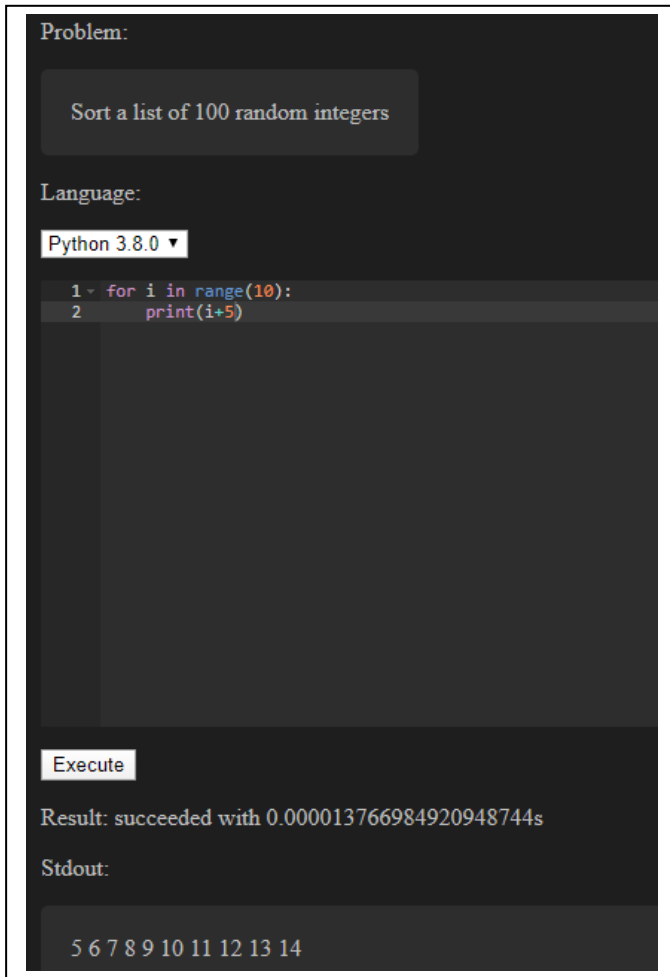 Problem:
Sort a list of 100 random integers
Language:
Python 3.8.0 ▼
1 for i in range(10):
2     print(i+5)
Execute
Result: succeeded with 0.000013766984920948744s
Stdout:
5 6 7 8 9 10 11 12 13 14